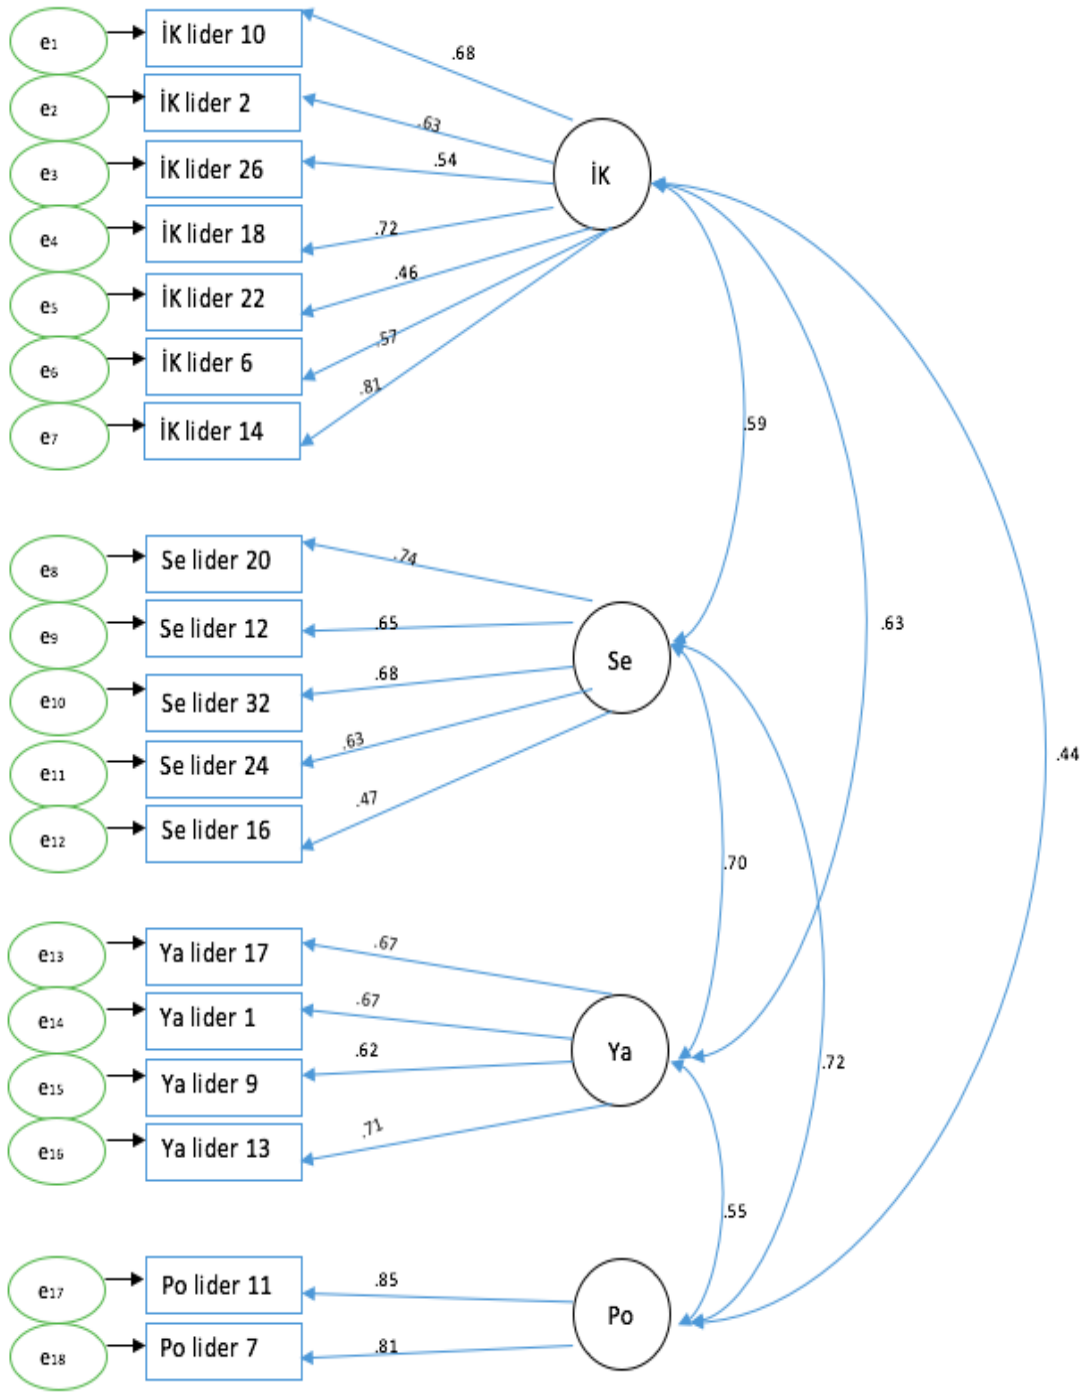 e1 İK lider 10
.68
e2 İK lider 2
.63
e3 İK lider 26
.54
İK
e4 İK lider 18
.72
e5 İK lider 22
.46
e6 İK lider 6
.57
e7 İK lider 14
.81
.59
e8 Se lider 20
.74
e9 Se lider 12
.65
.63
Se
e10 Se lider 32
.68
e11 Se lider 24
.63
.44
e12 Se lider 16
.47
.70
e13 Ya lider 17
.67
e14 Ya lider 1
.67
Ya
e15 Ya lider 9
.62
.72
e16 Ya lider 13
.71
.55
e17 Po lider 11
.85
Po
e18 Po lider 7
.81